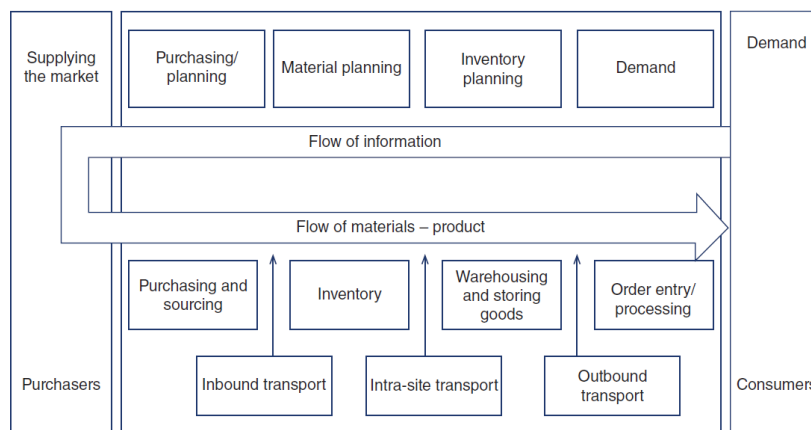 Supplying
the market
Purchasing/
planning
Material planning
Inventory
planning
Demand
Demand
Flow of information
Flow of materials – product
Purchasing and
sourcing
Inventory
Warehousing
and storing
goods
Order entry/
processing
Purchasers
Inbound transport
Intra-site transport
Outbound
transport
Consumers